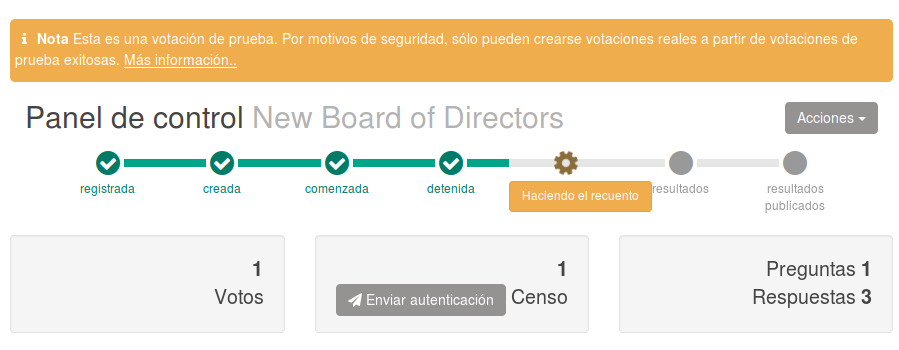 Nota Esta es una votación de prueba. Por motivos de seguridad, sólo pueden crearse votaciones reales a partir de votaciones de
prueba exitosas. Más información..
Panel de control New Board of Directors
Acciones
registrada
creada
comenzada
detenida
Haciendo el recuento
resultados
resultados
publicados
1
Votos
1
Enviar autenticación Censo
Preguntas 1
Respuestas 3